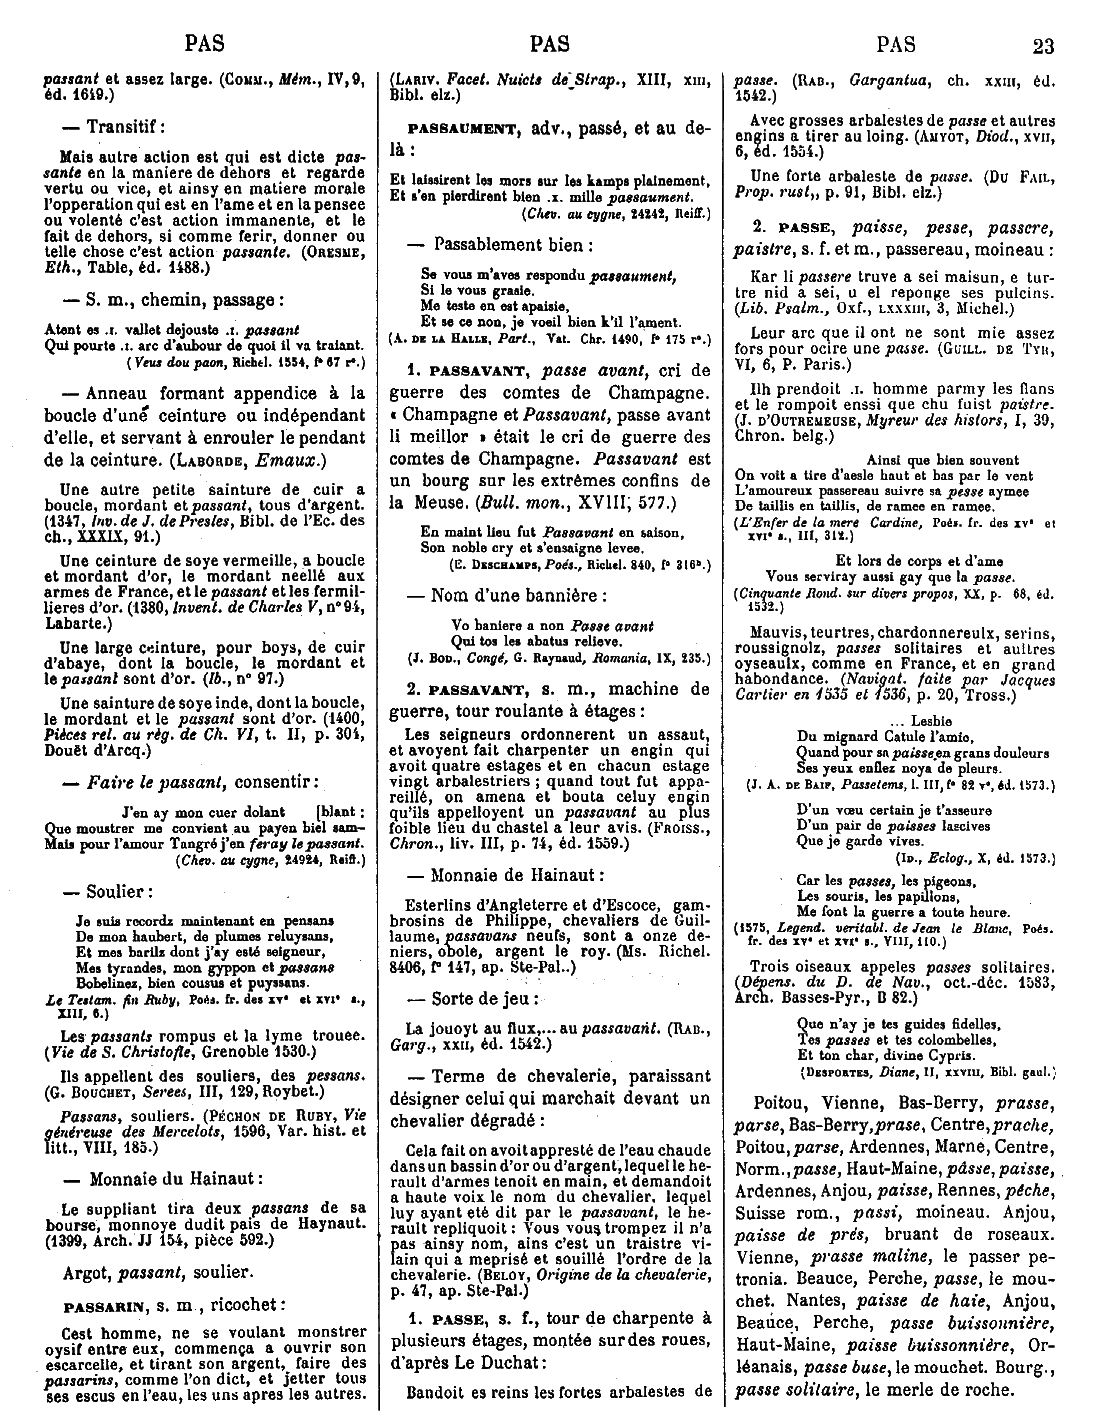 PAS
PAS
PAS
23
passant et assez large. (Comm., Mém., IV, 9,
éd. 1649.)
— Transitif :
Mais autre action est qui est dicte pas-
sante en la maniere de dehors et regarde
vertu ou vice, et ainsy en matiere morale
l'opperation qui est en l'ame et en la pensee
ou volenté c'est action immanente, et le
fait de dehors, si comme ferir, donner ou
telle chose c'est action passante. (Oresme,
Eth., Table, éd. 1488.)
— S. m., chemin, passage :
Atent es .I. vallet dejouste .I. passant
Qui pourte .I. arc d'aubour de quoi il va traiant.
(Veus dou paon, Richel. 1554, f° 67 r°.)
— Anneau formant appendice à la
boucle d'une ceinture ou indépendant
d'elle, et servant à enrouler le pendant
de la ceinture. (Laborde, Emaux.)
Une autre petite sainture de cuir a
boucle, mordant et passant, tous d'argent.
(1347, Inv. de J. de Presles, Bibl. de l'Ec. des
ch., XXXIX, 91.)
Une ceinture de soye vermeille, a boucle
et mordant d'or, le mordant neellé aux
armes de France, et le passant et les fermil-
lieres d'or. (1380, Invent. de Charles V, n° 94,
Labarte.)
Une large ceinture, pour boys, de cuir
d'abaye, dont la boucle, le mordant et
le passant sont d'or. (Ib., n° 97.)
Une sainture de soye inde, dont la boucle,
le mordant et le passant sont d'or. (1400,
Pièces rel. au règ. de Ch. VI, t. II, p. 304,
Douët d'Arcq.)
— Faire le passant, consentir :
J'en ay mon cuer dolant [blant :
Que moustrer me convient au payen biel sam-
Mais pour l'amour Tangré j'en feray le passant.
(Chev. au cygne, 24924, Reiff.)
— Soulier :
Je suis recordz maintenant en pensans
De mon haubert, de plumes reluysans,
Et mes barilz dont j'ay esté seigneur,
Mes tyrandes, mon gyppon et passans
Bobelinez, bien cousus et puyssans.
Le Testam. fin Ruby, Poés. fr. des XV° et XVI° s.,
XIII, 6.)
Les passants rompus et la lyme trouee.
(Vie de S. Christofle, Grenoble 1530.)
Ils appellent des souliers, des pessans.
(G. Bouchet, Serees, III, 129, Roybet.)
Passans, souliers. (Péchon de Ruby, Vie
généreuse des Mercelots, 1596, Var. hist. et
litt., VIII, 185.)
— Monnaie du Hainaut :
Le suppliant tira deux passans de sa
bourse, monnoye dudit païs de Haynaut.
(1399, Arch. JJ 154, pièce 592.)
Argot, passant, soulier.
PASSARIN, s. m., ricochet :
Cest homme, ne se voulant monstrer
oysif entre eux, commença a ouvrir son
escarcelle, et tirant son argent, faire des
passarins, comme l'on dict, et jetter tous
ses escus en l'eau, les uns apres les autres.
(Lariv. Facet. Nuicts de Strap., XIII, XIII,
Bibl. elz.)
PASSAUMENT, adv., passé, et au de-
là :
Et laissirent les mors sur les kamps plainement,
Et s'en pierdirent bien .X. mille passaument.
(Chev. au cygne, 24242, Reiff.)
— Passablement bien :
Se vous m'aves respondu passaument,
Si le vous grasie.
Me teste en est apaisie,
Et se ce non, je voeil bien k'il l'ament.
(A. de la Halle, Part., Vat. Chr. 1490, f° 175 r°.)
1. PASSAVANT, passe avant, cri de
guerre des comtes de Champagne.
« Champagne et Passavant, passe avant
li meillor » était le cri de guerre des
comtes de Champagne. Passavant est
un bourg sur les extrêmes confins de
la Meuse. (Bull. mon., XVIII, 577.)
En maint lieu fut Passavant en saison,
Son noble cry et s'ensaigne levee.
(E. Deschamps, Poés., Richel. 840, f° 316ᵇ.)
— Nom d'une bannière :
Vo baniere a non Passe avant
Qui tos les abatus relieve.
(J. Bod., Congé, G. Raynaud, Romania, IX, 235.)
2. PASSAVANT, s. m., machine de
guerre, tour roulante à étages :
Les seigneurs ordonnerent un assaut,
et avoyent fait charpenter un engin qui
avoit quatre estages et en chacun estage
vingt arbalestriers ; quand tout fut appa-
reillé, on amena et bouta celuy engin
qu'ils appelloyent un passavant au plus
foible lieu du chastel a leur avis. (Froiss.,
Chron., liv. III, p. 74, éd. 1559.)
— Monnaie de Hainaut :
Esterlins d'Angleterre et d'Escoce, gam-
brosins de Philippe, chevaliers de Guil-
laume, passavans neufs, sont a onze de-
niers, obole, argent le roy. (Ms. Richel.
8406, f° 147, ap. Ste-Pal..)
— Sorte de jeu :
La jouoyt au flux,... au passavant. (Rab.,
Garg., XXII, éd. 1542.)
— Terme de chevalerie, paraissant
désigner celui qui marchait devant un
chevalier dégradé :
Cela fait on avoit appresté de l'eau chaude
dans un bassin d'or ou d'argent, lequel le he-
rault d'armes tenoit en main, et demandoit
a haute voix le nom du chevalier, lequel
luy ayant eté dit par le passavant, le he-
rault repliquoit : Vous vous trompez il n'a
pas ainsy nom, ains c'est un traistre vi-
lain qui a meprisé et souillé l'ordre de la
chevalerie. (Beloy, Origine de la chevalerie,
p. 47, ap. Ste-Pal.)
1. PASSE, s. f., tour de charpente à
plusieurs étages, montée sur des roues,
d'après Le Duchat :
Bandoit es reins les fortes arbalestes de
passe. (Rab., Gargantua, ch. XXIII, éd.
1542.)
Avec grosses arbalestes de passe et autres
engins a tirer au loing. (Amyot, Diod., XVII,
6, éd. 1554.)
Une forte arbaleste de passe. (Du Fail,
Prop. rust., p. 91, Bibl. elz.)
2. PASSE, paisse, pesse, passere,
paistre, s. f. et m., passereau, moineau :
Kar li passere truve a sei maisun, e tur-
tre nid a sei, u el reponge ses pulcins.
(Lib. Psalm., Oxf., LXXXIII, 3, Michel.)
Leur arc que il ont ne sont mie assez
fors pour ocire une passe. (Guill. de Tyr,
VI, 6, P. Paris.)
Ilh prendoit .I. homme parmy les flans
et le rompoit enssi que chu fuist paistre.
(J. d'Outremeuse, Myreur des histors, I, 39,
Chron. belg.)
Ainsi que bien souvent
On voit a tire d'aesle haut et bas par le vent
L'amoureux passereau suivre sa pesse aymee
De taillis en taillis, de ramee en ramee.
(L'Enfer de la mere Cardine, Poés. fr. des XV° et
XVI° s., III, 312.)
Et lors de corps et d'ame
Vous serviray aussi gay que la passe.
(Cinquante Rond. sur divers propos, XX, p. 68, éd.
1532.)
Mauvis, teurtres, chardonnereulx, serins,
roussignolz, passes solitaires et aultres
oyseaulx, comme en France, et en grand
habondance. (Navigat. faite par Jacques
Cartier en 1535 et 1536, p. 20, Tross.)
... Lesbie
Du mignard Catule l'amie,
Quand pour sa paisse en grans douleurs
Ses yeux enflez noya de pleurs.
(J. A. de Baif, Passetems, l. III, f° 82 v°, éd. 1573.)
D'un vœu certain je t'asseure
D'un pair de paisses lascives
Que je garde vives.
(Id., Eclog., X, éd. 1573.)
Car les passes, les pigeons,
Les souris, les papillons,
Me font la guerre a toute heure.
(1575, Legend. veritabl. de Jean le Blanc, Poés.
fr. des XV° et XVI° s., VIII, 110.)
Trois oiseaux appeles passes solitaires.
(Dépens. du D. de Nav., oct.-déc. 1583,
Arch. Basses-Pyr., B 82.)
Que n'ay je tes guides fidelles,
Tes passes et tes colombelles,
Et ton char, divine Cypris.
(Desportes, Diane, II, XXVIII, Bibl. gaul.)
Poitou, Vienne, Bas-Berry, prasse,
parse, Bas-Berry, prase, Centre, prache,
Poitou, parse, Ardennes, Marne, Centre,
Norm., passe, Haut-Maine, pâsse, paisse,
Ardennes, Anjou, paisse, Rennes, péche,
Suisse rom., passi, moineau. Anjou,
paisse de prés, bruant de roseaux.
Vienne, prasse maline, le passer pe-
tronia. Beauce, Perche, passe, le mou-
chet. Nantes, paisse de haie, Anjou,
Beauce, Perche, passe buissonnière,
Haut-Maine, paisse buissonnière, Or-
léanais, passe buse, le mouchet. Bourg.,
passe solitaire, le merle de roche.